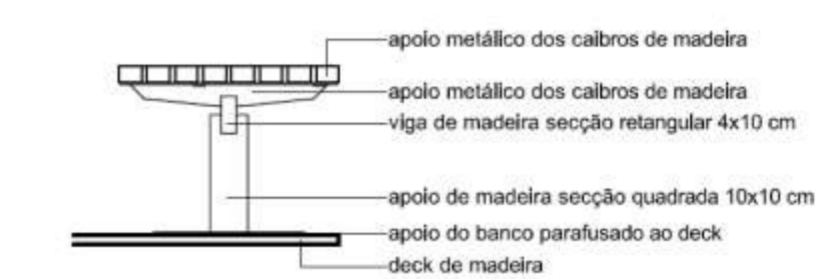 apoio metálico dos caibros de madeira
apoio metálico dos caibros de madeira
viga de madeira secção retangular 4x10 cm
apoio de madeira secção quadrada 10x10 cm
apoio do banco parafusado ao deck
deck de madeira